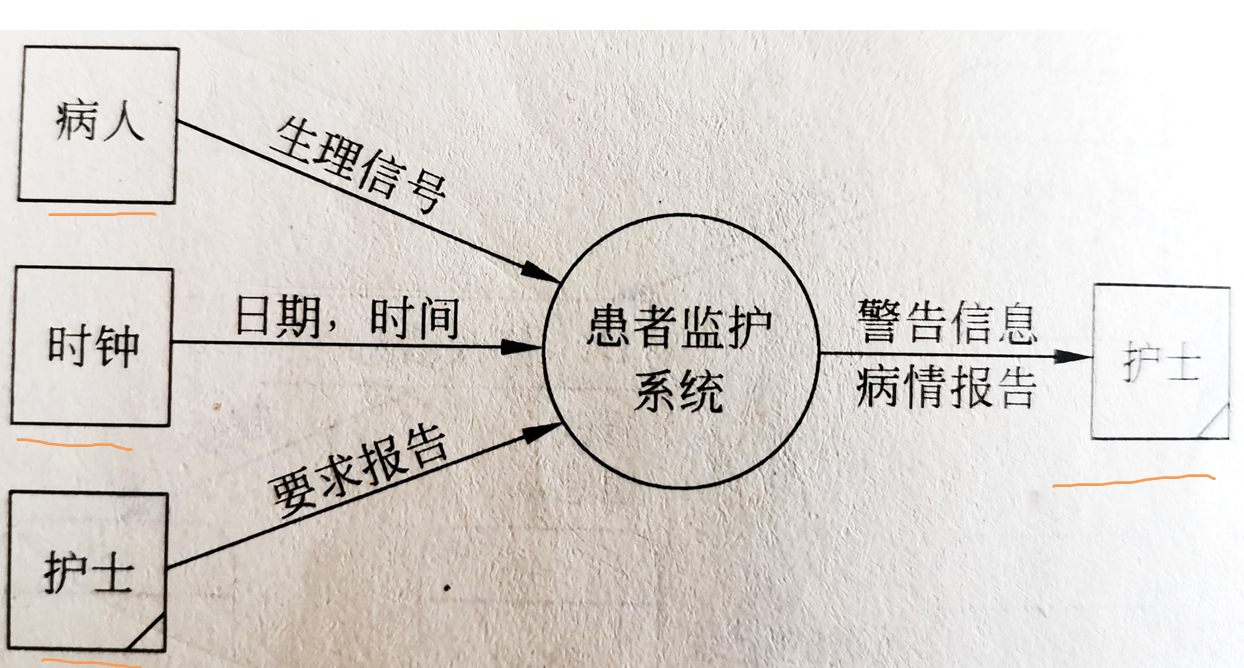 病人
生理信号
时钟
日期，时间
护士
要求报告
患者监护
系统
警告信息
病情报告
护士